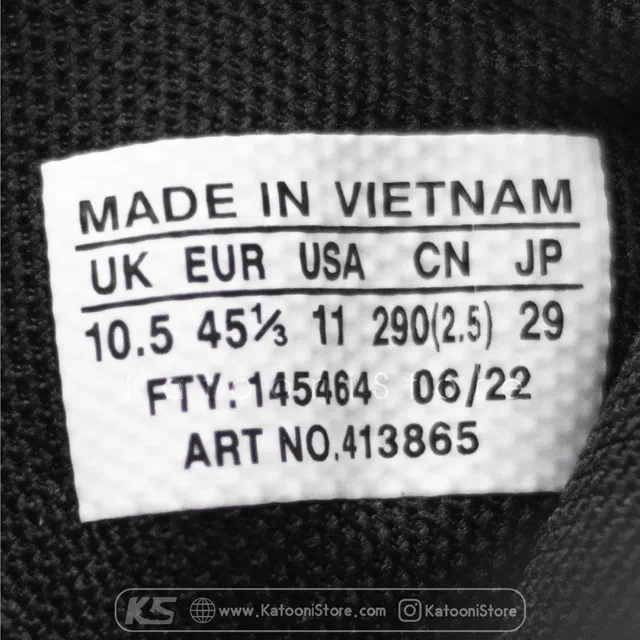 MADE IN VIETNAM
UK EUR USA CN JP
10.5 45⅓ 11 290(2.5) 29
FTY:145464 06/22
ART NO.413865
KS www.KatooniStore.com KatooniStore